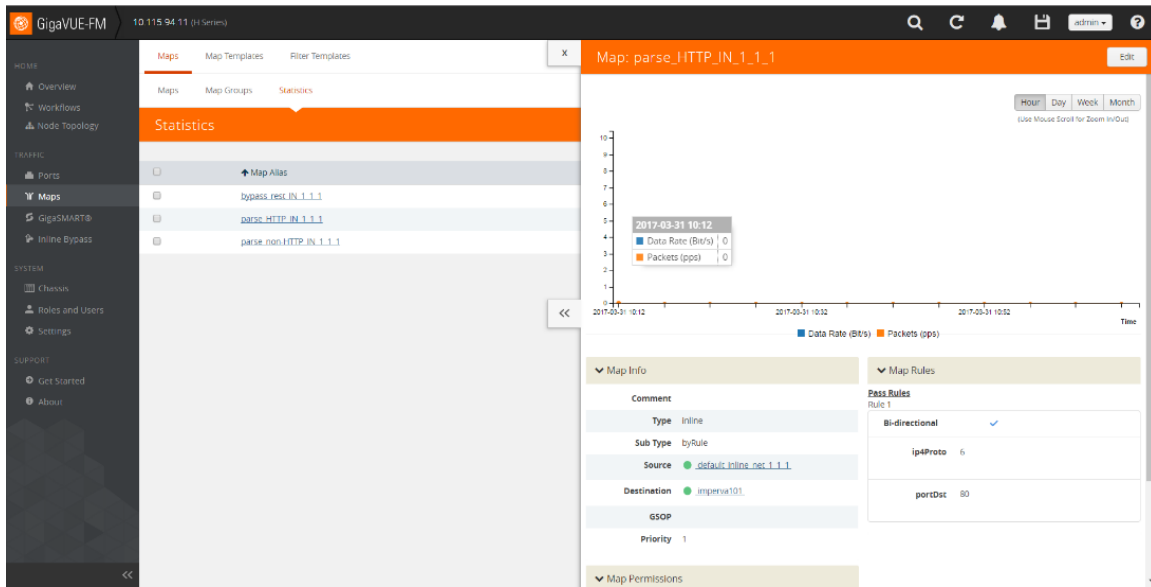 GigaVUE-FM 10.115.94.11 (H Series) admin
HOME
Overview
Workflows
Node Topology
TRAFFIC
Ports
Maps
GigaSMART®
Inline Bypass
SYSTEM
Chassis
Roles and Users
Settings
SUPPORT
Get Started
About
Maps Map Templates Filter Templates
Maps Map Groups Statistics
Statistics
Map Alias
bypass_rest_IN_1_1_1
parse_HTTP_IN_1_1_1
parse_non.HTTP_IN_1_1_1
x
Map: parse_HTTP_IN_1_1_1 Edit
Hour Day Week Month
(Use Mouse Scroll for Zoom In/Out)
10
9
8
7
6
5
4
3
2
1
0
2017-03-31 10:12
Data Rate (Bit/s) 0
Packets (pps) 0
2017-03-31 10:12 2017-03-31 10:32 2017-03-31 10:52
Time
Data Rate (Bit/s) Packets (pps)
Map Info
Comment
Type Inline
Sub Type byRule
Source default_inline_net_1_1_1
Destination imperva101
GSOP
Priority 1
Map Permissions
Map Rules
Pass Rules
Rule 1
Bi-directional
ip4Proto 6
portDst 80